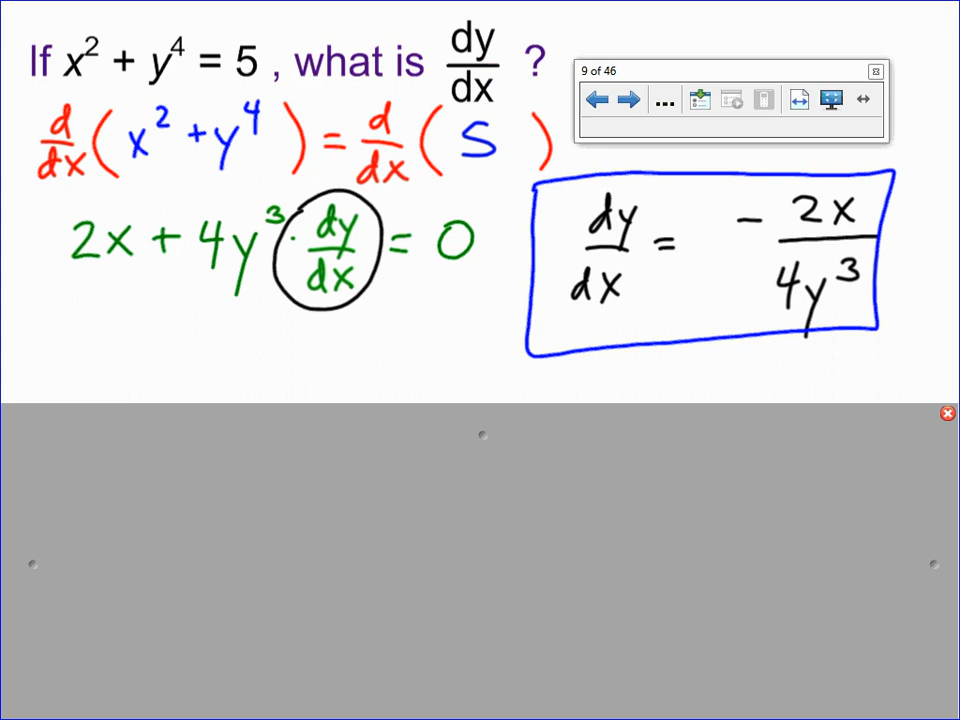 If x² + y⁴ = 5 , what is dy/dx ?
9 of 46
...
d/dx ( x² + y⁴ ) = d/dx ( 5 )
2x + 4y³ · dy/dx = 0
dy/dx = - 2x/4y³